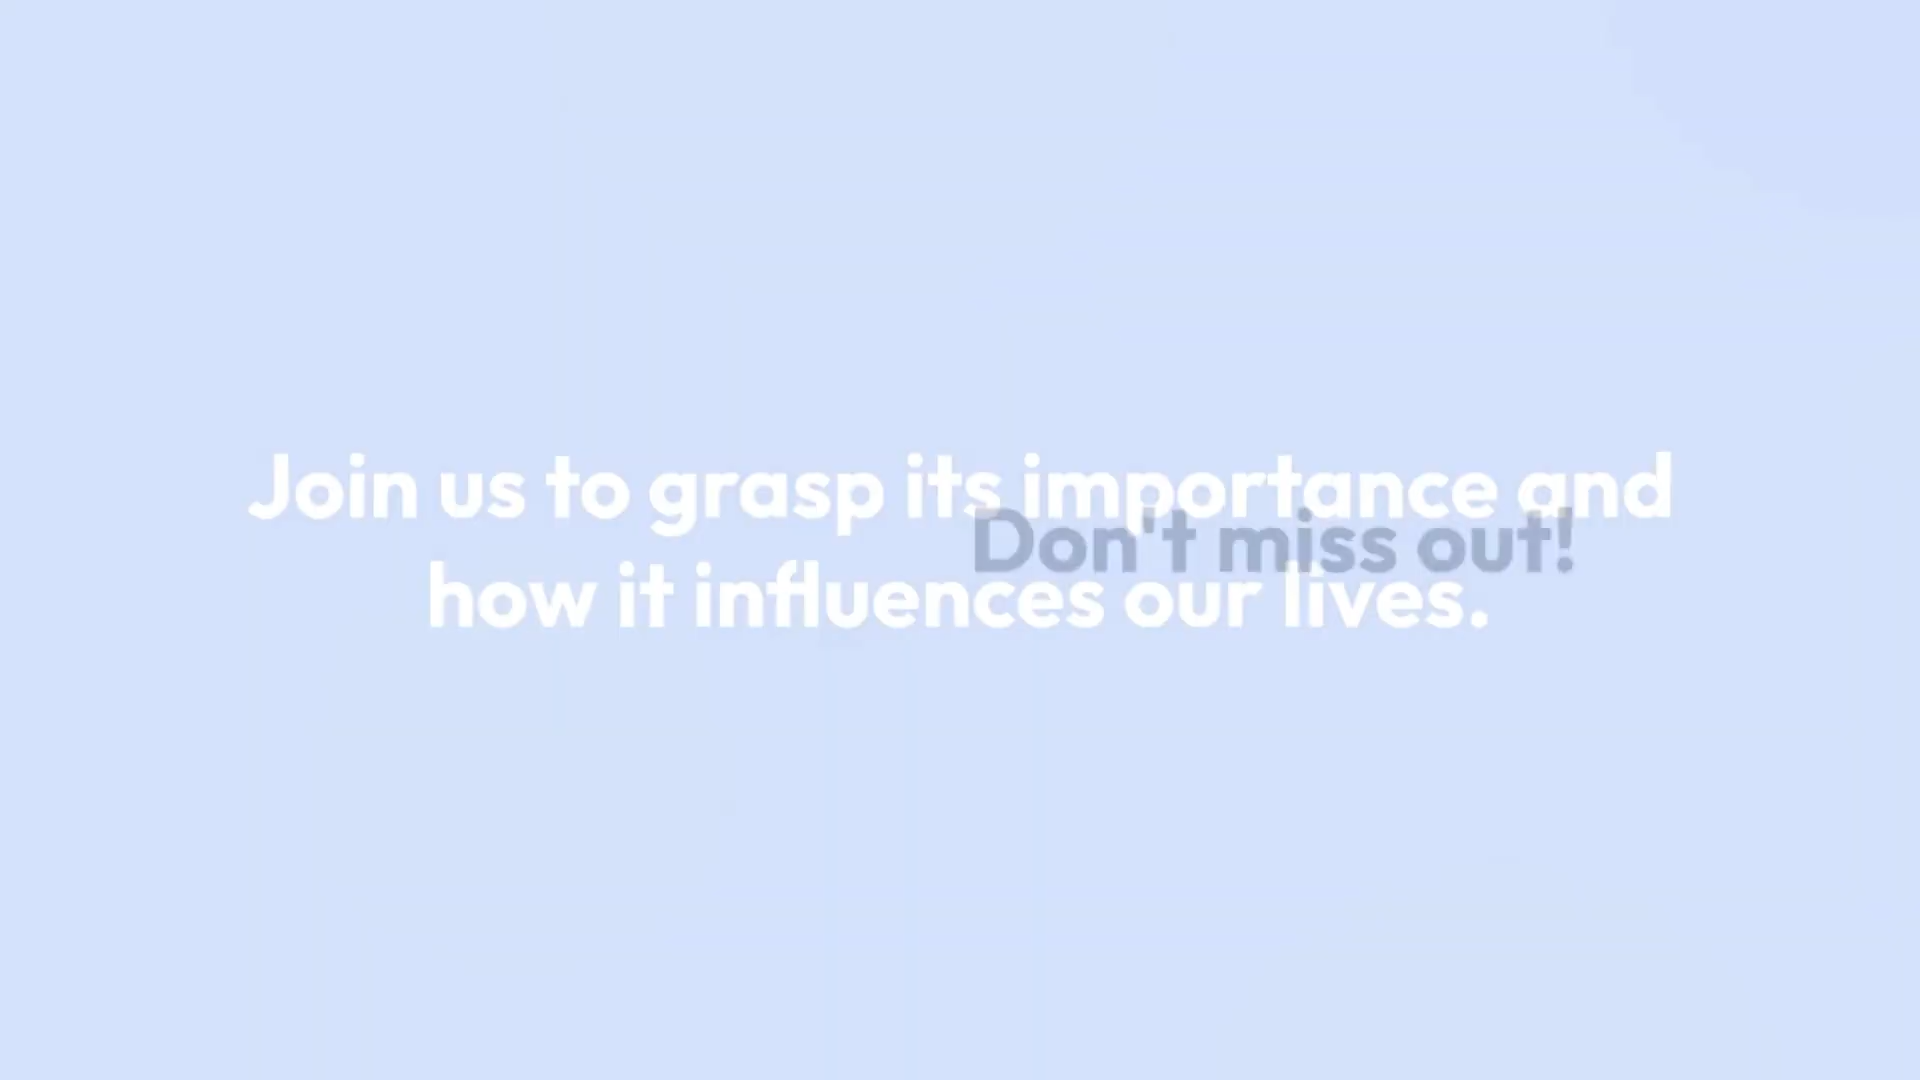 Join us to grasp its importance and
Don't miss out!
how it influences our lives.